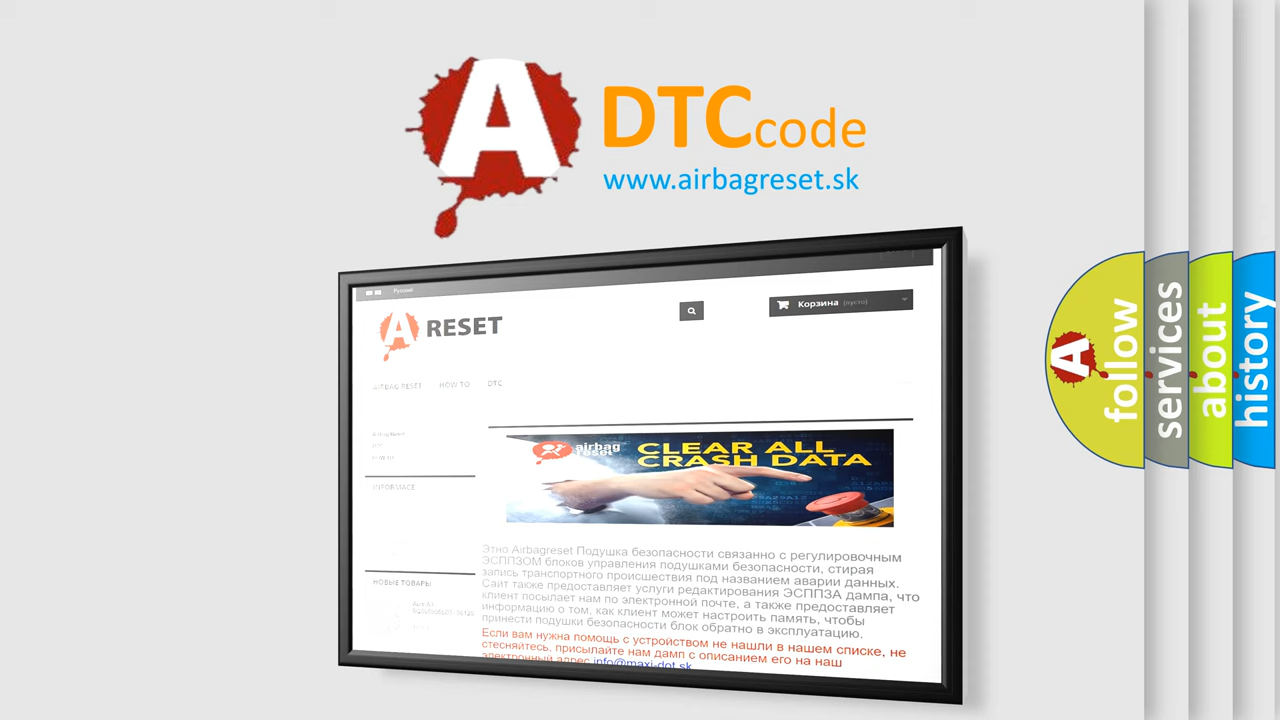 A
DTCcode
www.airbagreset.sk
Русский
A RESET
Корзина (пусто)
AIRBAG RESET HOW TO DTC
Airbag Reset
INFORMACE
airbag
reset
CLEAR ALL
CRASH DATA
Этно Airbagreset Подушка безопасности связанно с регулировочным
ЭСППЗОМ блоков управления подушками безопасности, стирая
запись транспортного происшествия под названием аварии данных.
Сайт также предоставляет услуги редактирования ЭСППЗА дампа, что
клиент посылает нам по электронной почте, а также предоставляет
информацию о том, как клиент может настроить память, чтобы
принести подушки безопасности блок обратно в эксплуатацию.
Если вам нужна помощь с устройством не нашли в нашем списке, не
стесняйтесь, присылайте нам дамп с описанием его на наш
электронный адрес info@maxi-dot.sk
НОВЫЕ ТОВАРЫ
A
follow
services
about
history